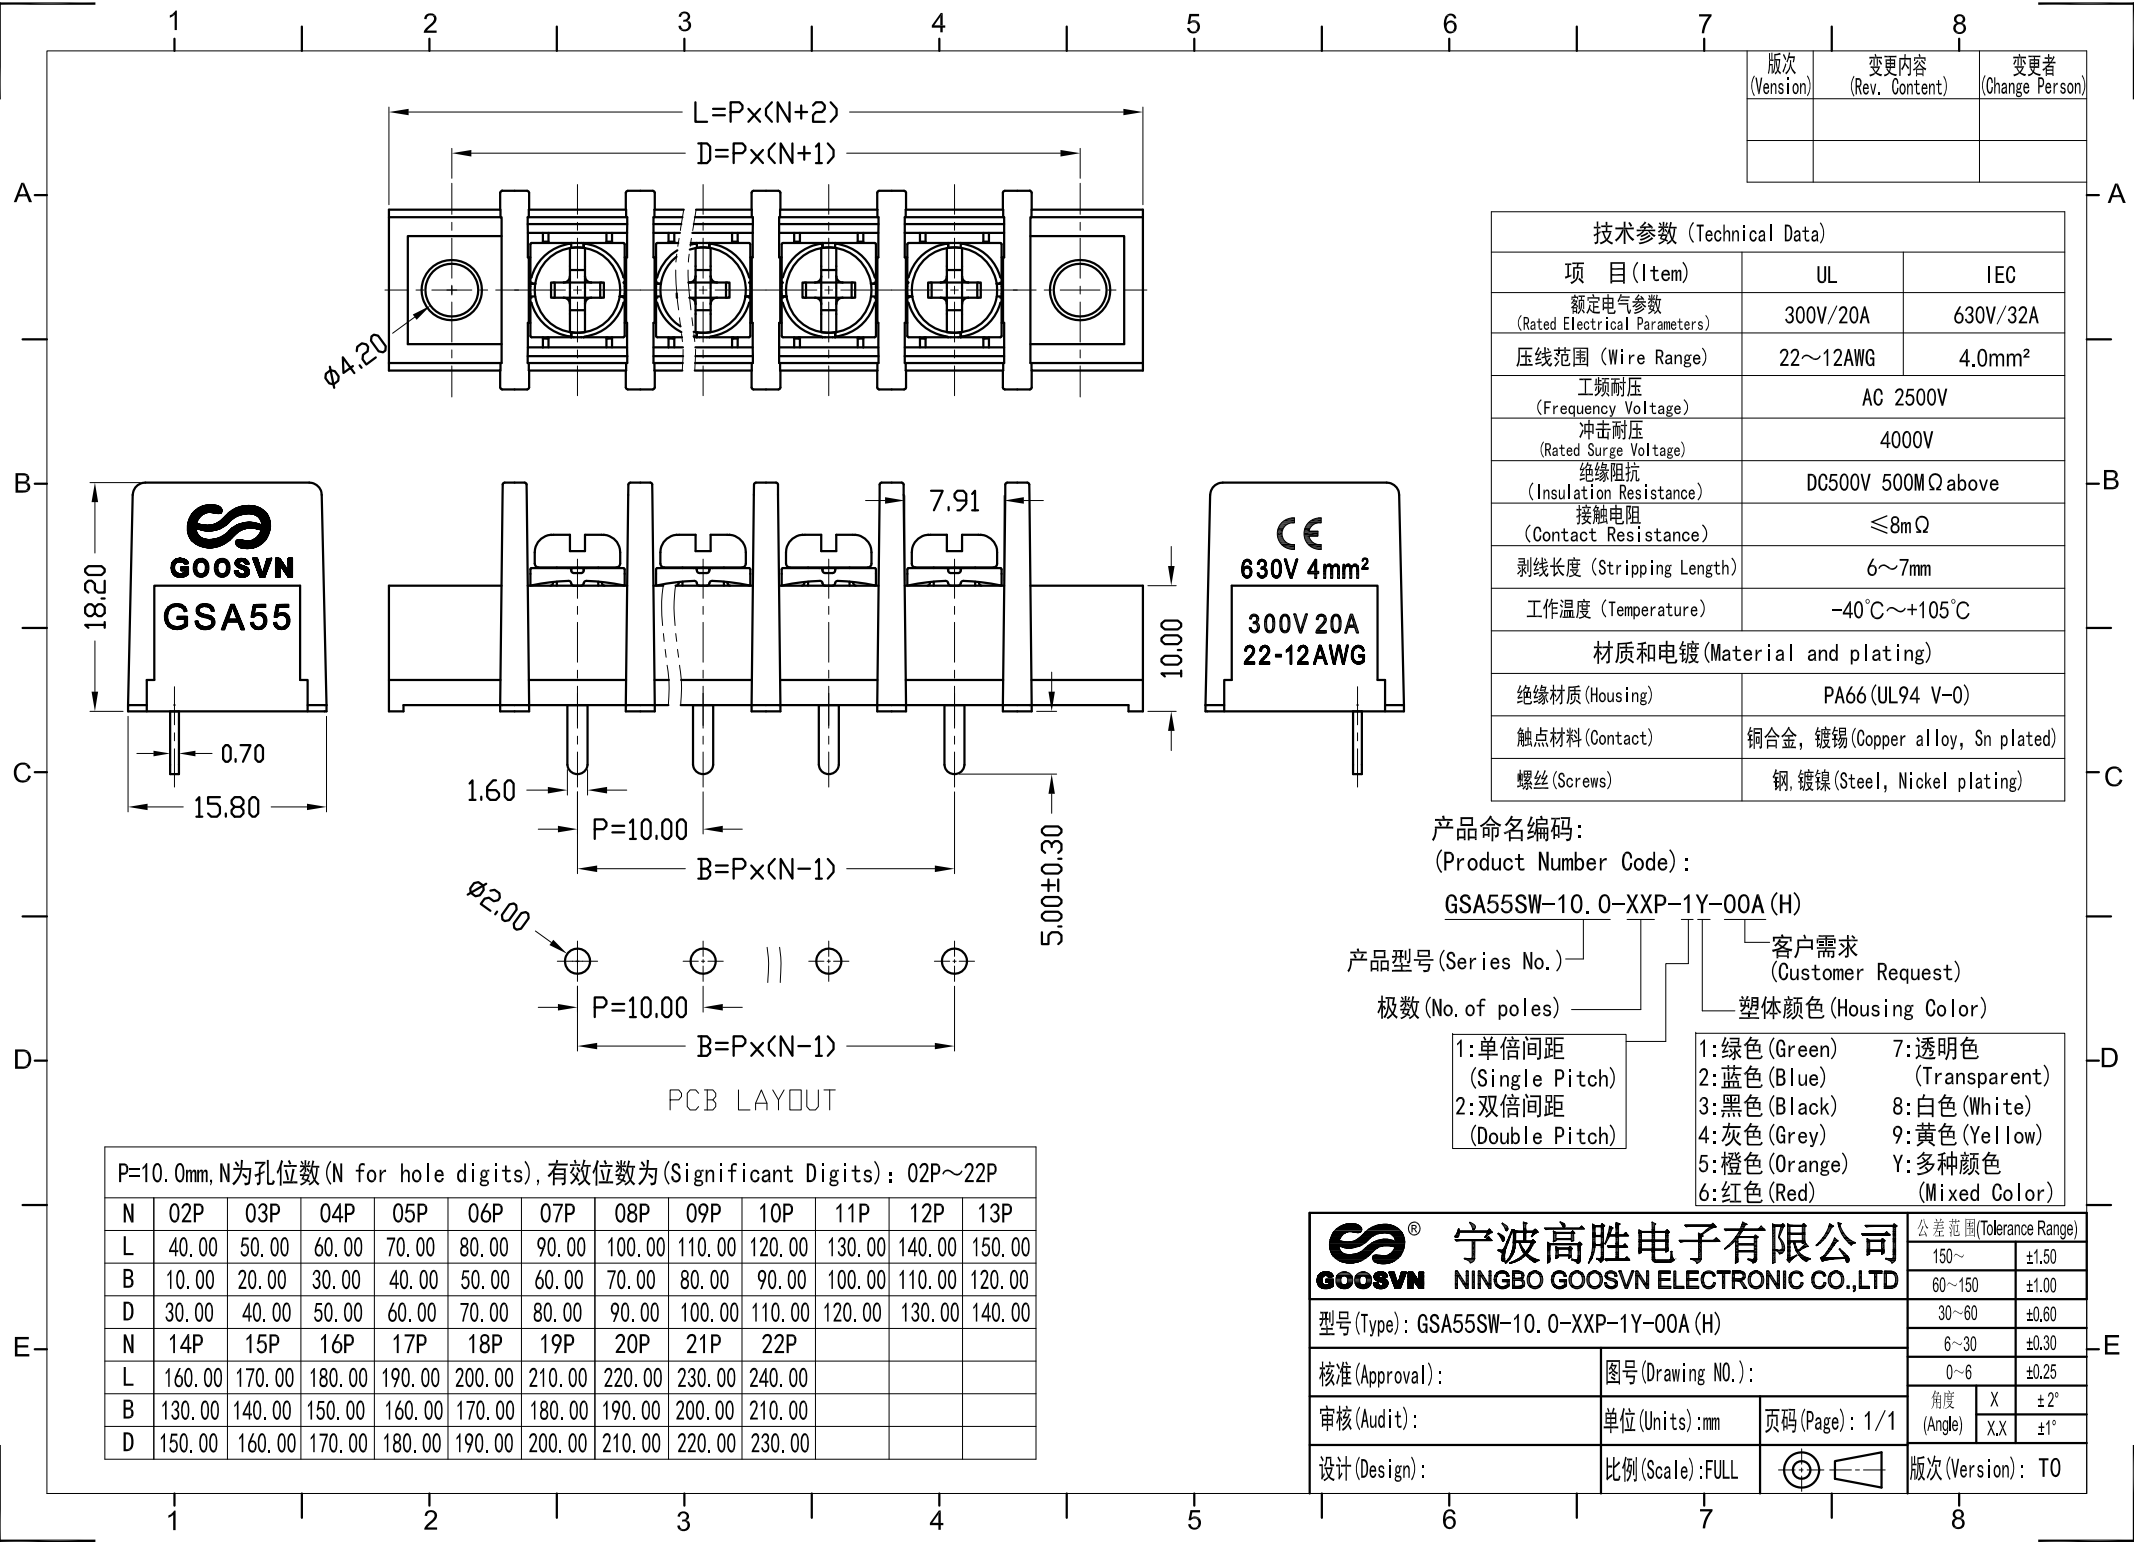 1 2 3 4 5 6 7 8
版次 变更内容 变更者
(Vension) (Rev. Content) (Change Person)
L=Px(N+2)
D=Px(N+1)
A A
ø4.20
技术参数 (Technical Data)
项 目(Item) UL IEC
额定电气参数
(Rated Electrical Parameters) 300V/20A 630V/32A
压线范围 (Wire Range) 22～12AWG 4.0mm²
工频耐压
(Frequency Voltage) AC 2500V
冲击耐压
(Rated Surge Voltage) 4000V
绝缘阻抗
(Insulation Resistance) DC500V 500MΩabove
接触电阻
(Contact Resistance) ≤8mΩ
剥线长度 (Stripping Length) 6～7mm
工作温度 (Temperature) -40℃～+105℃
材质和电镀(Material and plating)
绝缘材质(Housing) PA66(UL94 V-0)
触点材料(Contact) 铜合金, 镀锡(Copper alloy, Sn plated)
螺丝(Screws) 钢,镀镍(Steel, Nickel plating)
B B
GOOSVN
GSA55
18.20
0.70
15.80
7.91
10.00
CE
630V 4mm²
300V 20A
22-12AWG
C C
1.60
P=10.00
B=Px(N-1)
5.00±0.30
ø2.00
P=10.00
B=Px(N-1)
PCB LAYOUT
产品命名编码:
(Product Number Code):
GSA55SW-10.0-XXP-1Y-00A(H)
产品型号(Series No.)
客户需求
(Customer Request)
极数(No.of poles)
塑体颜色(Housing Color)
D D
1:单倍间距
(Single Pitch)
2:双倍间距
(Double Pitch)
1:绿色(Green) 7:透明色
2:蓝色(Blue) (Transparent)
3:黑色(Black) 8:白色(White)
4:灰色(Grey) 9:黄色(Yellow)
5:橙色(Orange) Y:多种颜色
6:红色(Red) (Mixed Color)
P=10.0mm,N为孔位数(N for hole digits),有效位数为(Significant Digits): 02P～22P
N 02P 03P 04P 05P 06P 07P 08P 09P 10P 11P 12P 13P
L 40.00 50.00 60.00 70.00 80.00 90.00 100.00 110.00 120.00 130.00 140.00 150.00
B 10.00 20.00 30.00 40.00 50.00 60.00 70.00 80.00 90.00 100.00 110.00 120.00
D 30.00 40.00 50.00 60.00 70.00 80.00 90.00 100.00 110.00 120.00 130.00 140.00
N 14P 15P 16P 17P 18P 19P 20P 21P 22P
L 160.00 170.00 180.00 190.00 200.00 210.00 220.00 230.00 240.00
B 130.00 140.00 150.00 160.00 170.00 180.00 190.00 200.00 210.00
D 150.00 160.00 170.00 180.00 190.00 200.00 210.00 220.00 230.00
E E
GOOSVN ®
宁波高胜电子有限公司
NINGBO GOOSVN ELECTRONIC CO.,LTD
公差范围(Tolerance Range)
150～ ±1.50
60～150 ±1.00
30～60 ±0.60
6～30 ±0.30
0～6 ±0.25
角度 X ±2°
(Angle) X.X ±1°
型号(Type): GSA55SW-10.0-XXP-1Y-00A(H)
核准(Approval): 图号(Drawing NO.):
审核(Audit): 单位(Units):mm 页码(Page): 1/1
设计(Design): 比例(Scale):FULL 版次(Version): T0
1 2 3 4 5 6 7 8